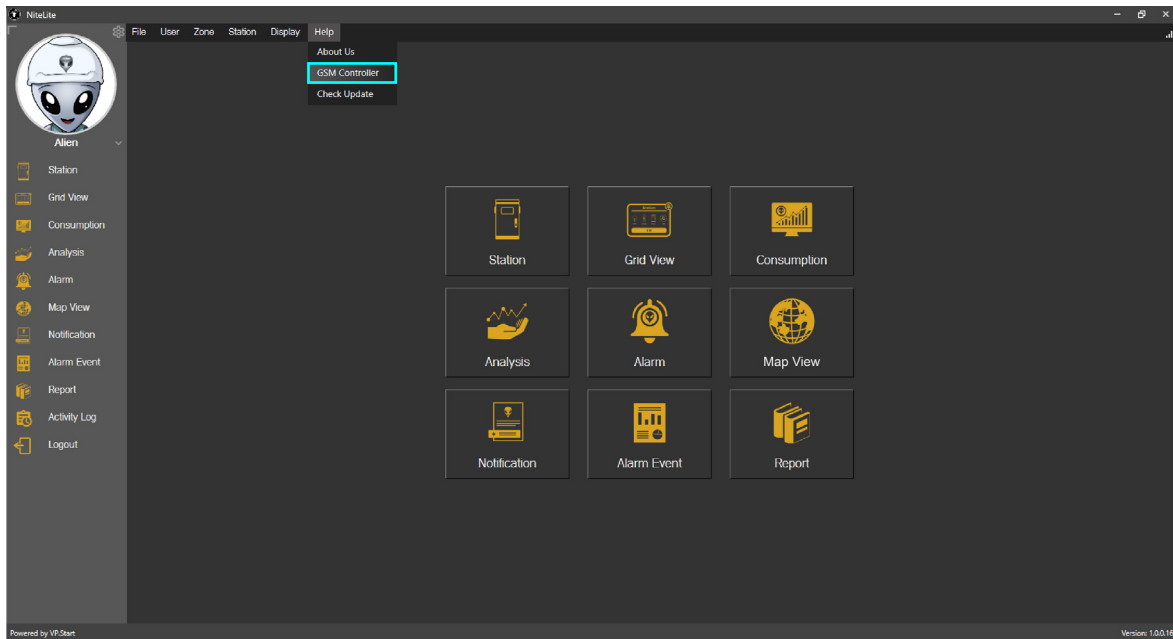 NiteLite
File User Zone Station Display Help
About Us
GSM Controller
Check Update
Alien
Station
Grid View
Consumption
Analysis
Alarm
Map View
Notification
Alarm Event
Report
Activity Log
Logout
Station Grid View Consumption
Analysis Alarm Map View
Notification Alarm Event Report
Powered by VP.Start
Version: 1.0.0.16